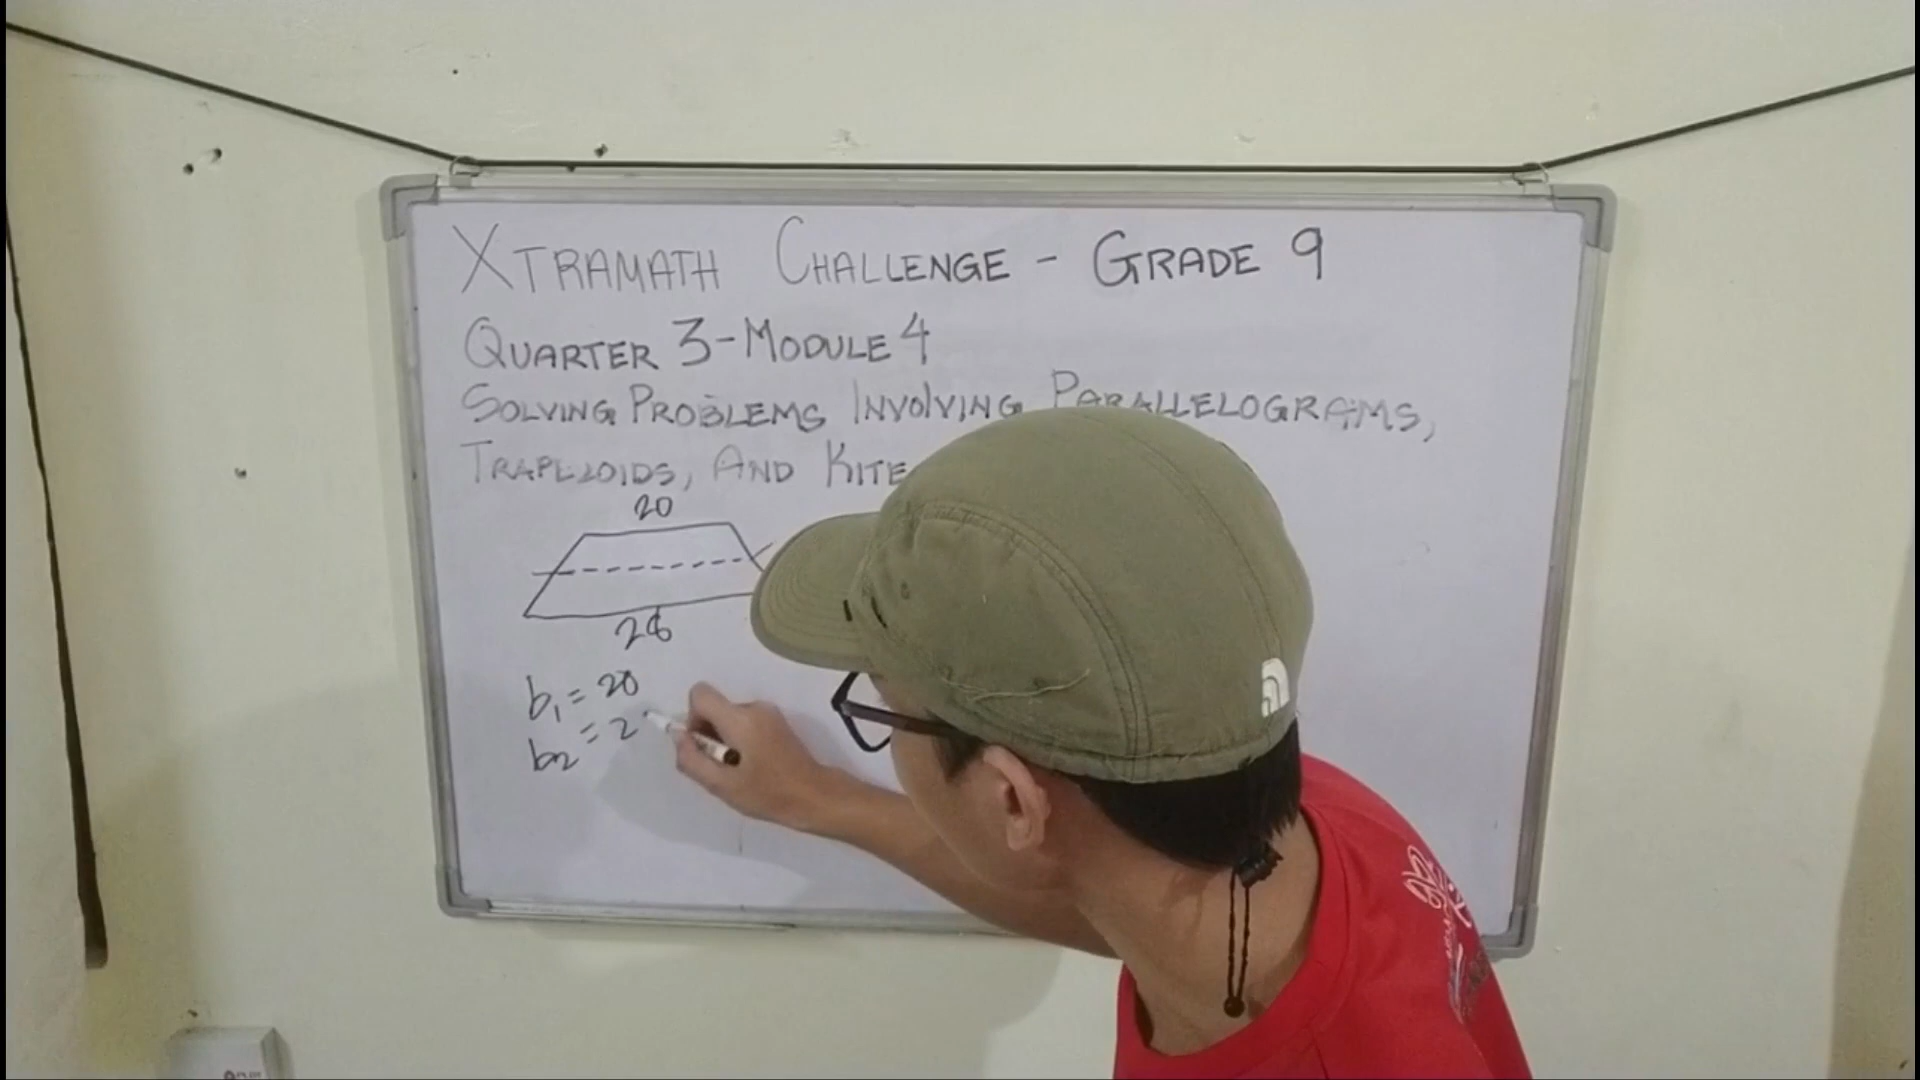 XTRAMATH CHALLENGE - GRADE 9
QUARTER 3-MODULE 4
SOLVING PROBLEMS INVOLVING PARALLELOGRAMS,
TRAPEZOIDS, AND KITE
20
b₁ = 20
b₂ = 2